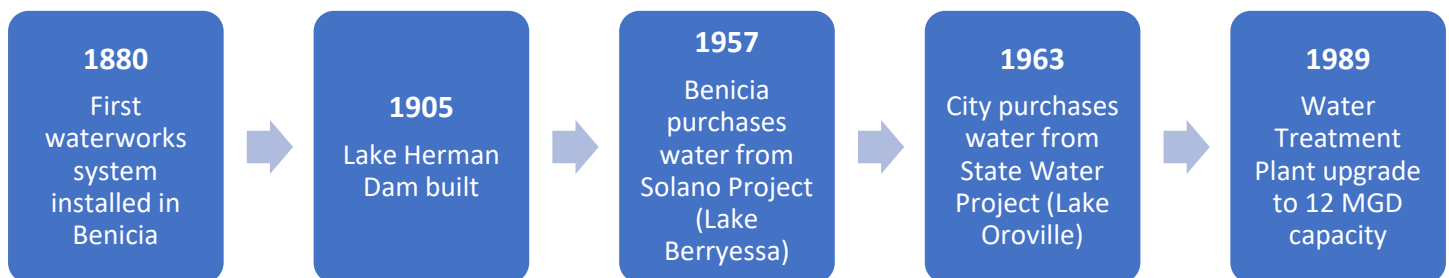 1880
First
waterworks
system
installed in
Benicia
1905
Lake Herman
Dam built
1957
Benicia
purchases
water from
Solano Project
(Lake
Berryessa)
1963
City purchases
water from
State Water
Project (Lake
Oroville)
1989
Water
Treatment
Plant upgrade
to 12 MGD
capacity